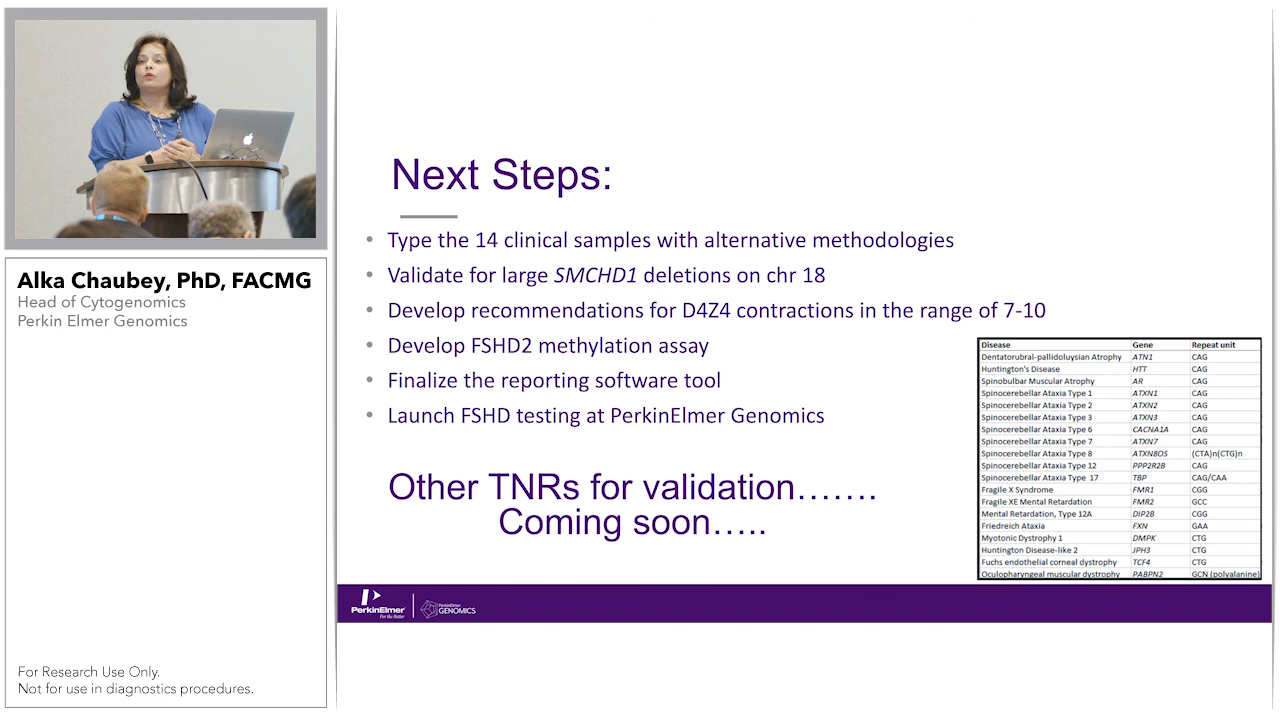 Alka Chaubey, PhD, FACMG
Head of Cytogenomics
Perkin Elmer Genomics
For Research Use Only.
Not for use in diagnostics procedures.
Next Steps:
• Type the 14 clinical samples with alternative methodologies
• Validate for large SMCHD1 deletions on chr 18
• Develop recommendations for D4Z4 contractions in the range of 7-10
• Develop FSHD2 methylation assay
• Finalize the reporting software tool
• Launch FSHD testing at PerkinElmer Genomics
Other TNRs for validation…….
Coming soon…..
Disease Gene Repeat unit
Dentatorubral-pallidoluysian Atrophy ATN1 CAG
Huntington's Disease HTT CAG
Spinobulbar Muscular Atrophy AR CAG
Spinocerebellar Ataxia Type 1 ATXN1 CAG
Spinocerebellar Ataxia Type 2 ATXN2 CAG
Spinocerebellar Ataxia Type 3 ATXN3 CAG
Spinocerebellar Ataxia Type 6 CACNA1A CAG
Spinocerebellar Ataxia Type 7 ATXN7 CAG
Spinocerebellar Ataxia Type 8 ATXN8OS (CTA)n(CTG)n
Spinocerebellar Ataxia Type 12 PPP2R2B CAG
Spinocerebellar Ataxia Type 17 TBP CAG/CAA
Fragile X Syndrome FMR1 CGG
Fragile XE Mental Retardation FMR2 GCC
Mental Retardation, Type 12A DIP2B CGG
Friedreich Ataxia FXN GAA
Myotonic Dystrophy 1 DMPK CTG
Huntington Disease-like 2 JPH3 CTG
Fuchs endothelial corneal dystrophy TCF4 CTG
Oculopharyngeal muscular dystrophy PABPN2 GCN (polyalanine)
PerkinElmer
For the Better
PerkinElmer
GENOMICS